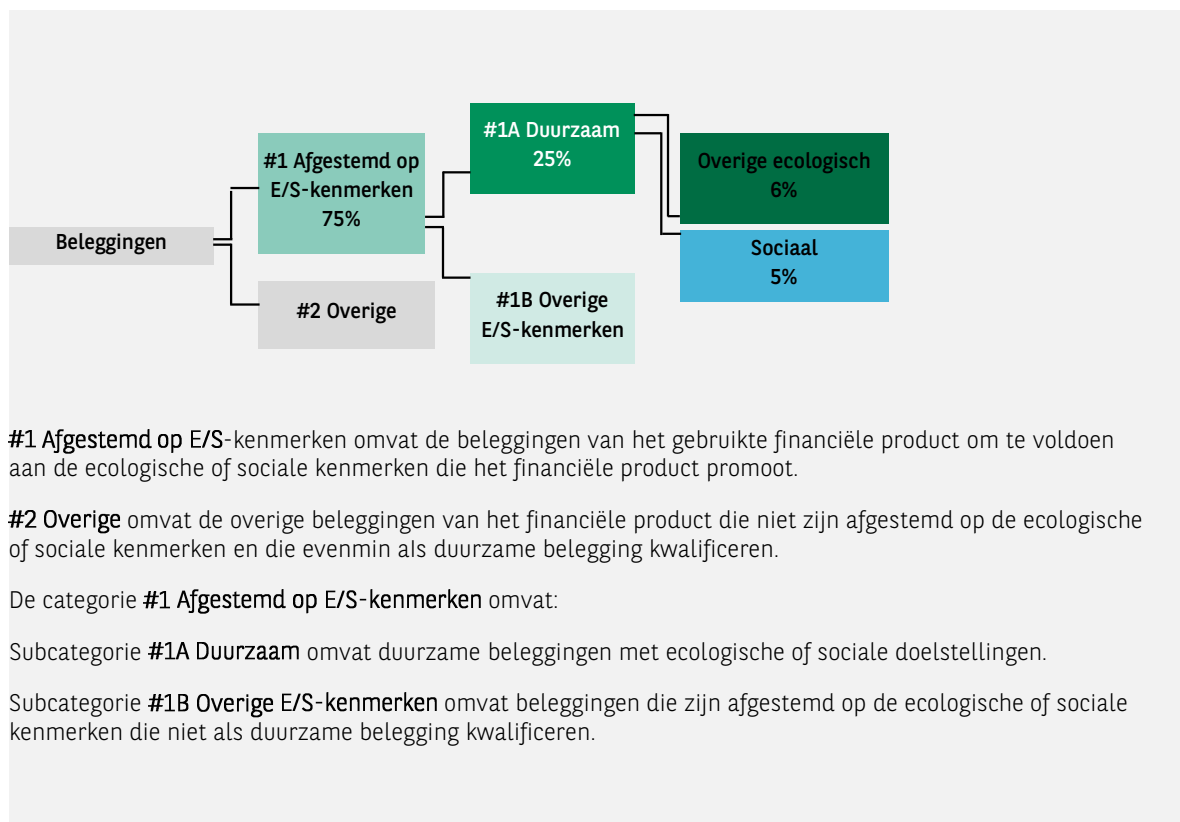 Beleggingen
#1 Afgestemd op
E/S-kenmerken
75%
#2 Overige
#1A Duurzaam
25%
#1B Overige
E/S-kenmerken
Overige ecologisch
6%
Sociaal
5%
#1 Afgestemd op E/S-kenmerken omvat de beleggingen van het gebruikte financiële product om te voldoen
aan de ecologische of sociale kenmerken die het financiële product promoot.
#2 Overige omvat de overige beleggingen van het financiële product die niet zijn afgestemd op de ecologische
of sociale kenmerken en die evenmin als duurzame belegging kwalificeren.
De categorie #1 Afgestemd op E/S-kenmerken omvat:
Subcategorie #1A Duurzaam omvat duurzame beleggingen met ecologische of sociale doelstellingen.
Subcategorie #1B Overige E/S-kenmerken omvat beleggingen die zijn afgestemd op de ecologische of sociale
kenmerken die niet als duurzame belegging kwalificeren.